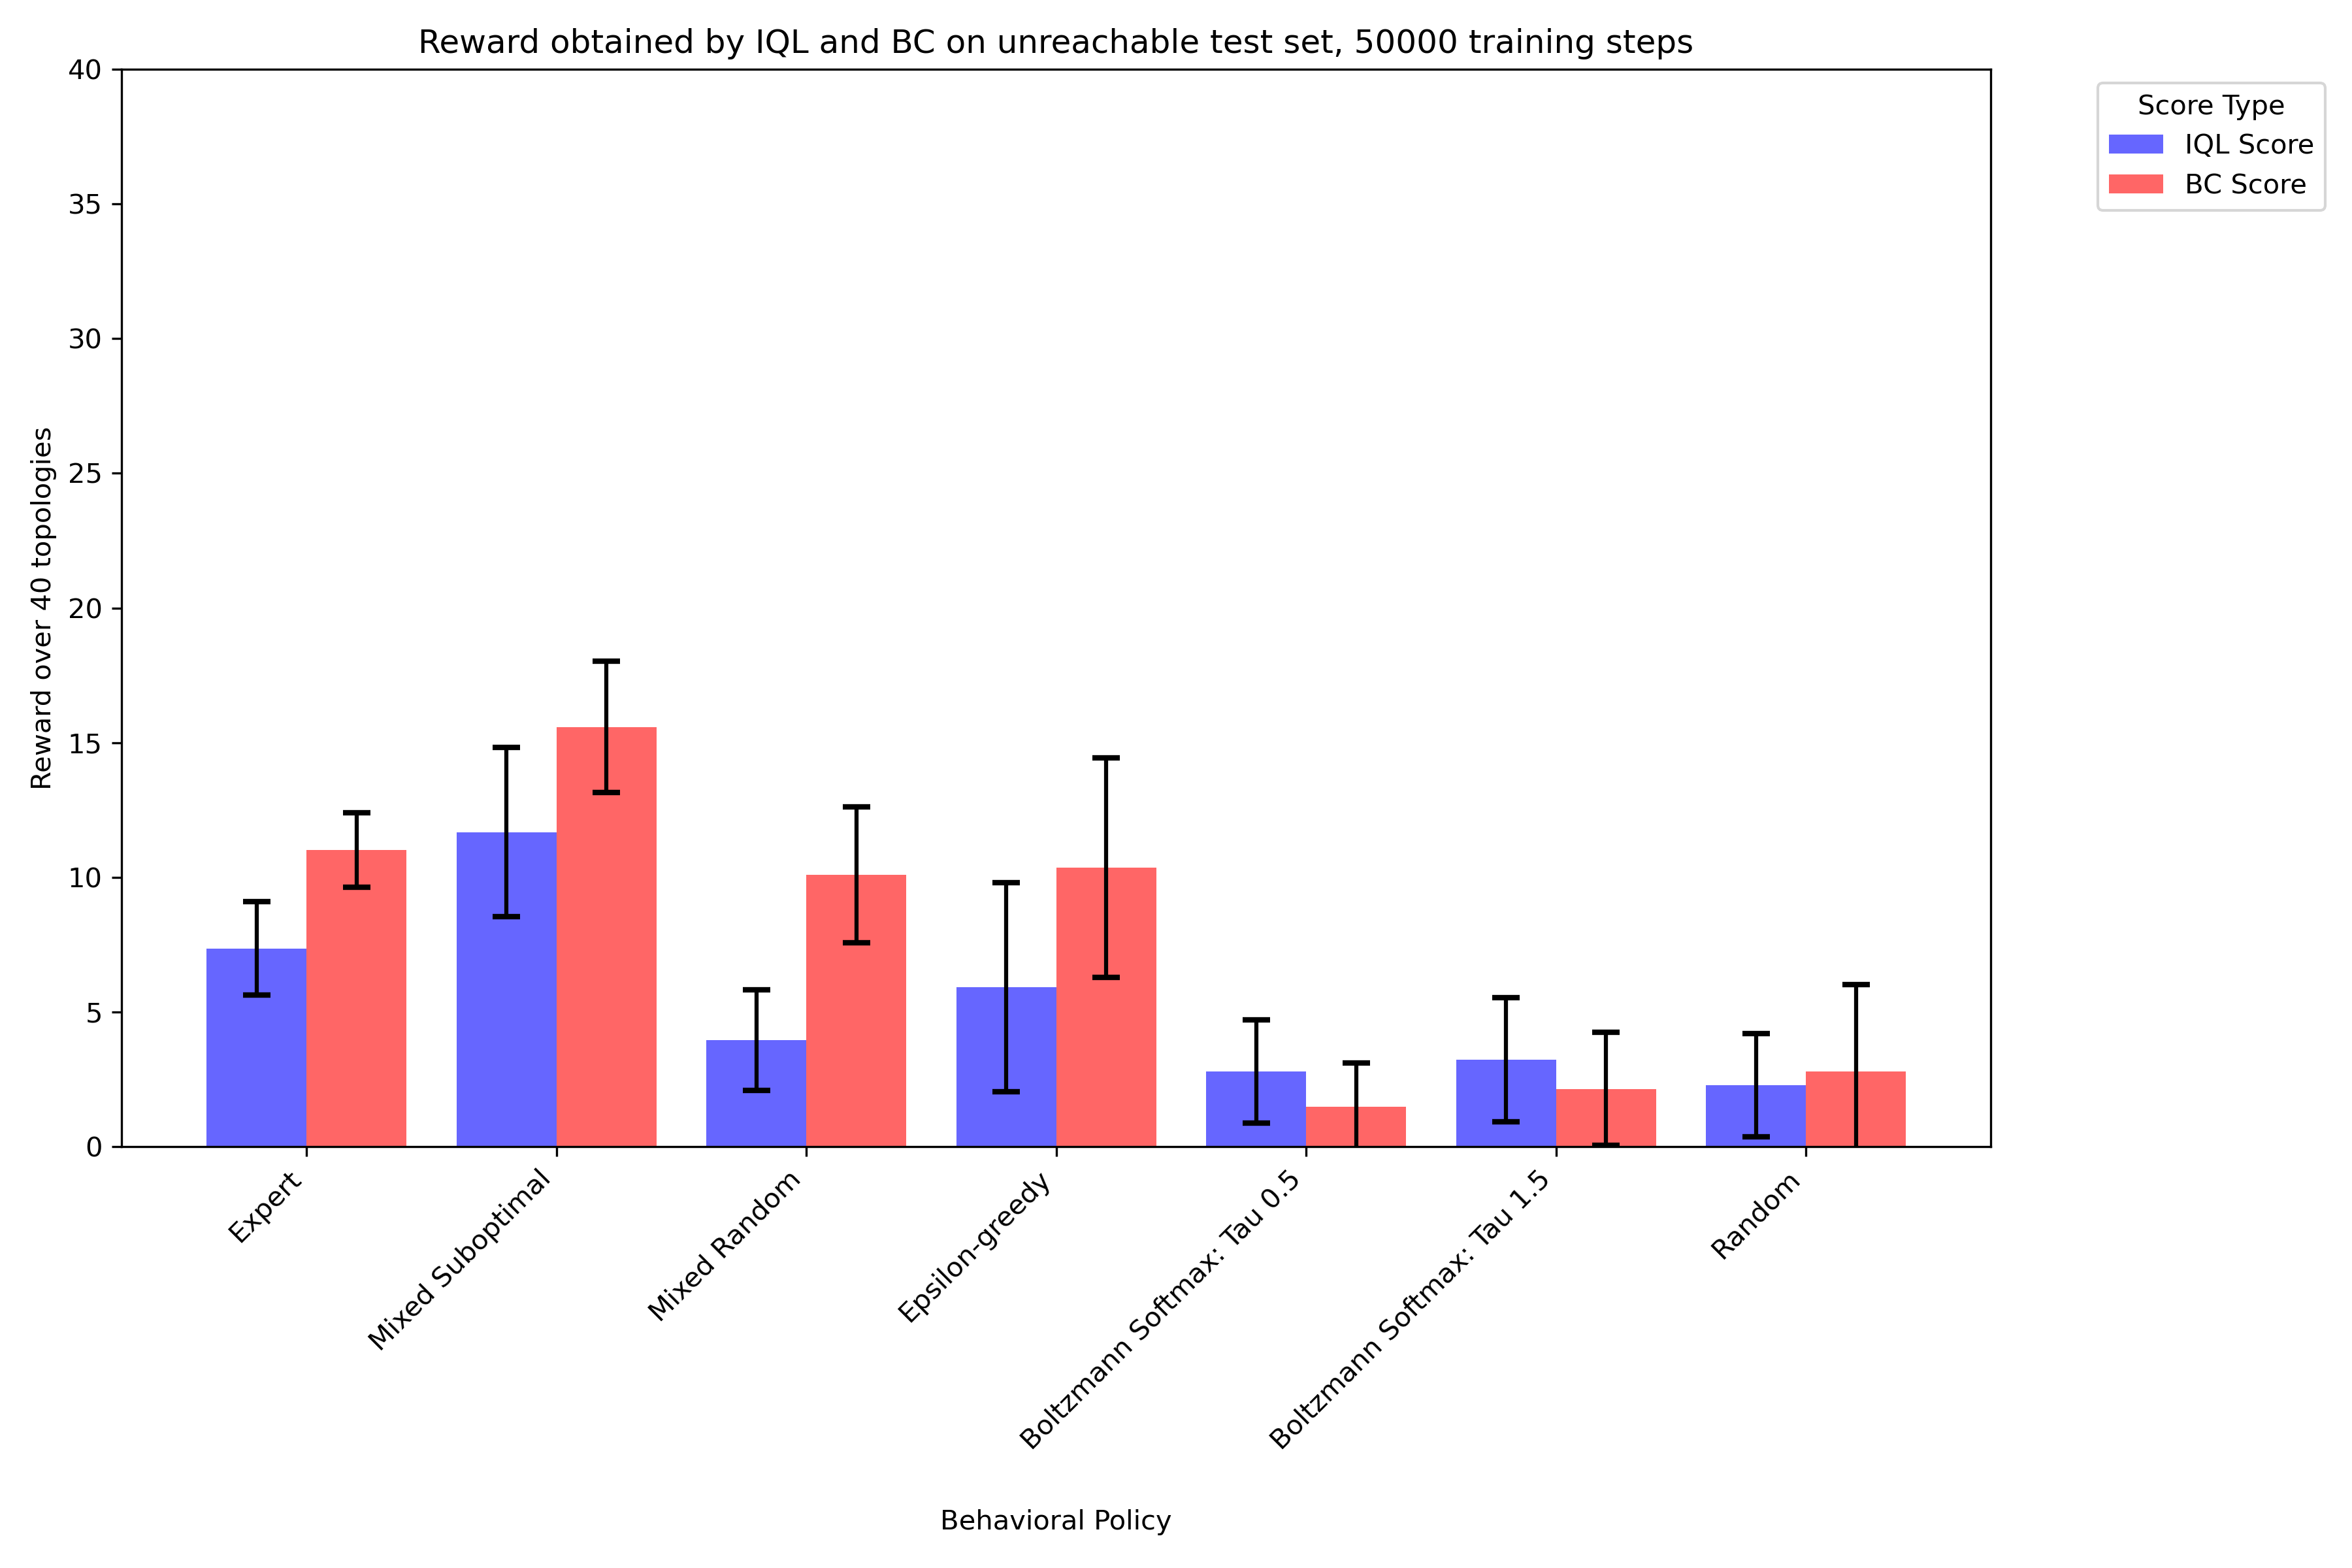 Reward obtained by IQL and BC on unreachable test set, 50000 training steps
Score Type
IQL Score
BC Score
Reward over 40 topologies
40
35
30
25
20
15
10
5
0
Expert
Mixed Suboptimal
Mixed Random
Epsilon-greedy
Boltzmann Softmax: Tau 0.5
Boltzmann Softmax: Tau 1.5
Random
Behavioral Policy